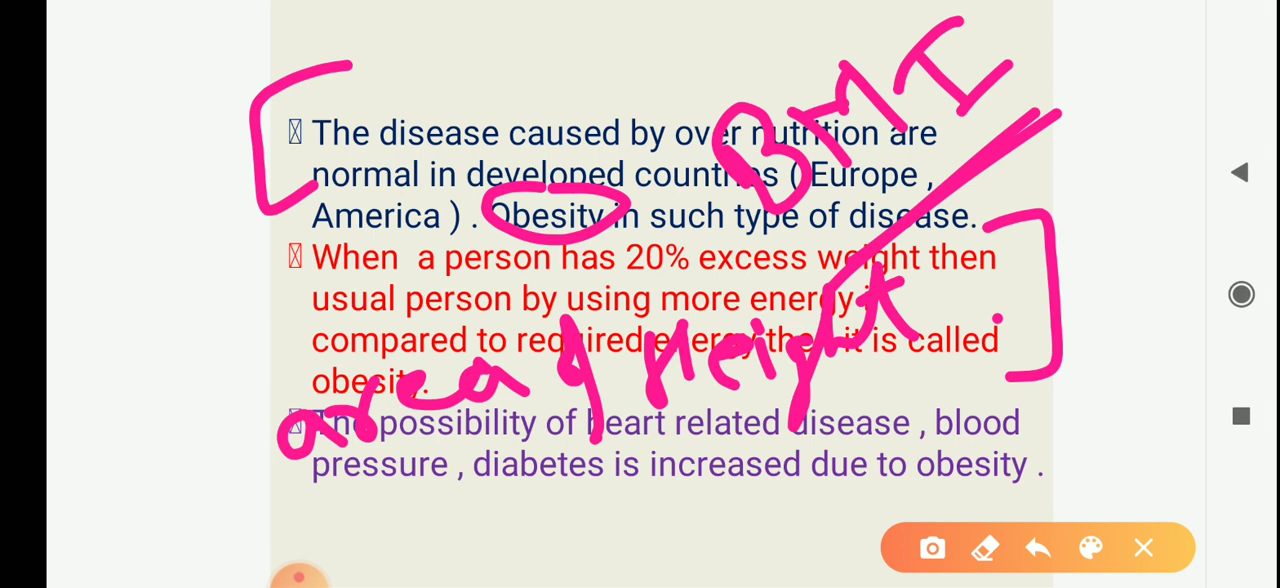 The disease caused by over nutrition are
normal in developed countries ( Europe ,
America ) . Obesity in such type of disease.
When a person has 20% excess weight then
usual person by using more energy is
compared to required energy then it is called
obesity.
The possibility of heart related disease , blood
pressure , diabetes is increased due to obesity .
BMI
area of Height